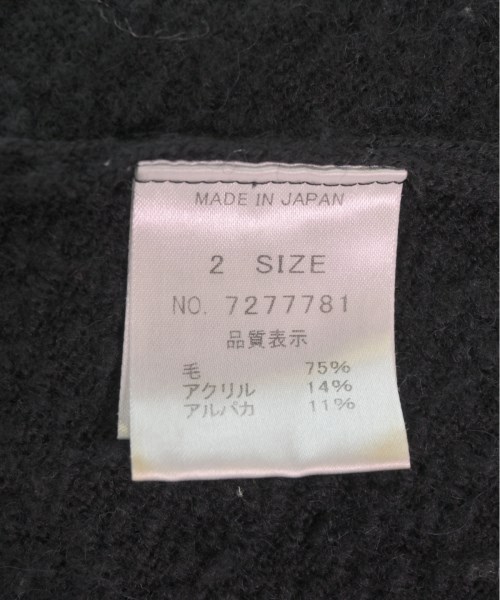 MADE IN JAPAN
2 SIZE
NO. 7277781
品質表示
毛 75%
アクリル 14%
アルパカ 11%